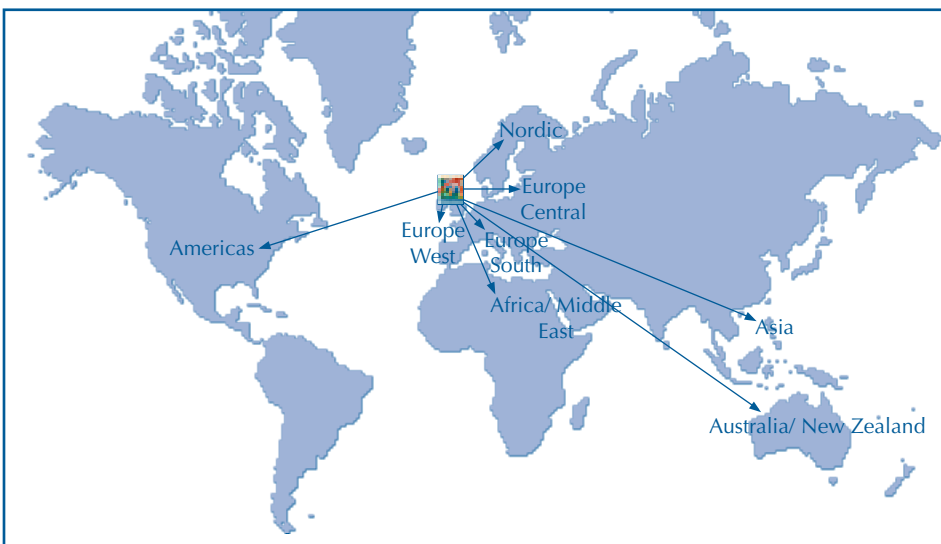 Nordic
Europe
Central
Europe
West
Europe
South
Americas
Africa/ Middle
East
Asia
Australia/ New Zealand